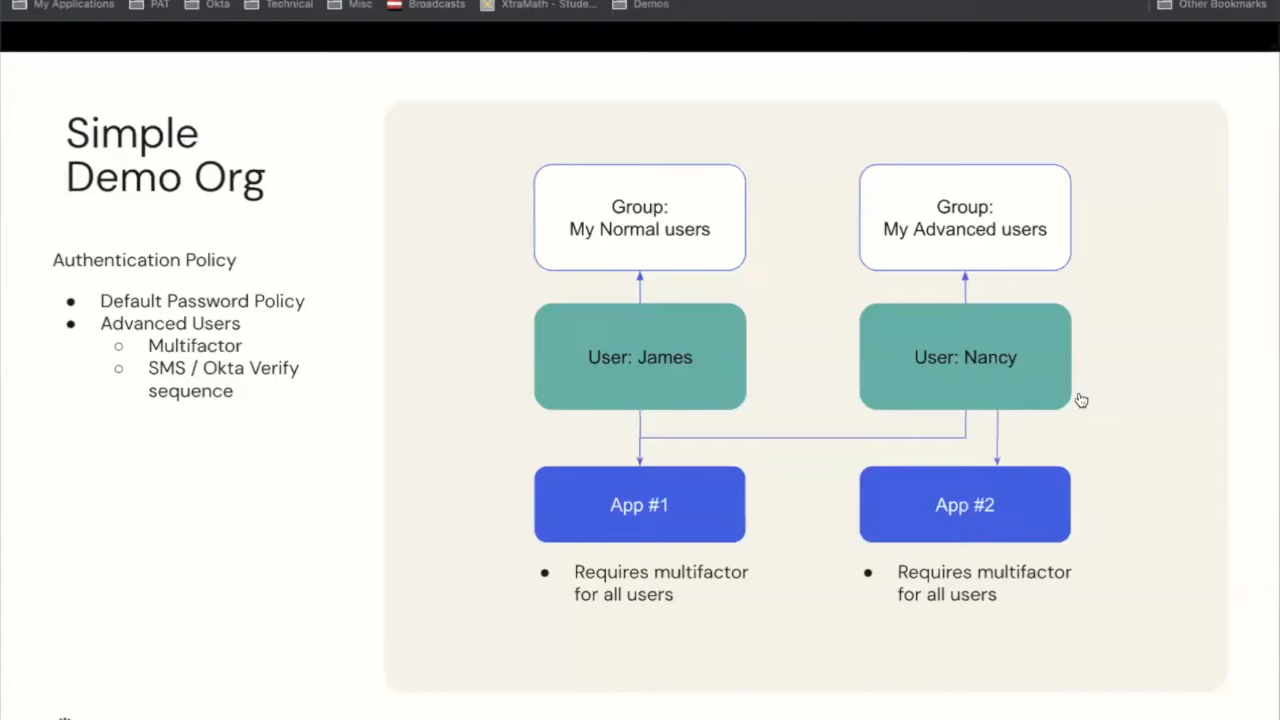 My Applications PAT Okta Technical Misc Broadcasts XtraMath - Stude... Demos Other Bookmarks
Simple
Demo Org
Authentication Policy
● Default Password Policy
● Advanced Users
○ Multifactor
○ SMS / Okta Verify
sequence
Group:
My Normal users
Group:
My Advanced users
User: James
User: Nancy
App #1
App #2
● Requires multifactor
for all users
● Requires multifactor
for all users